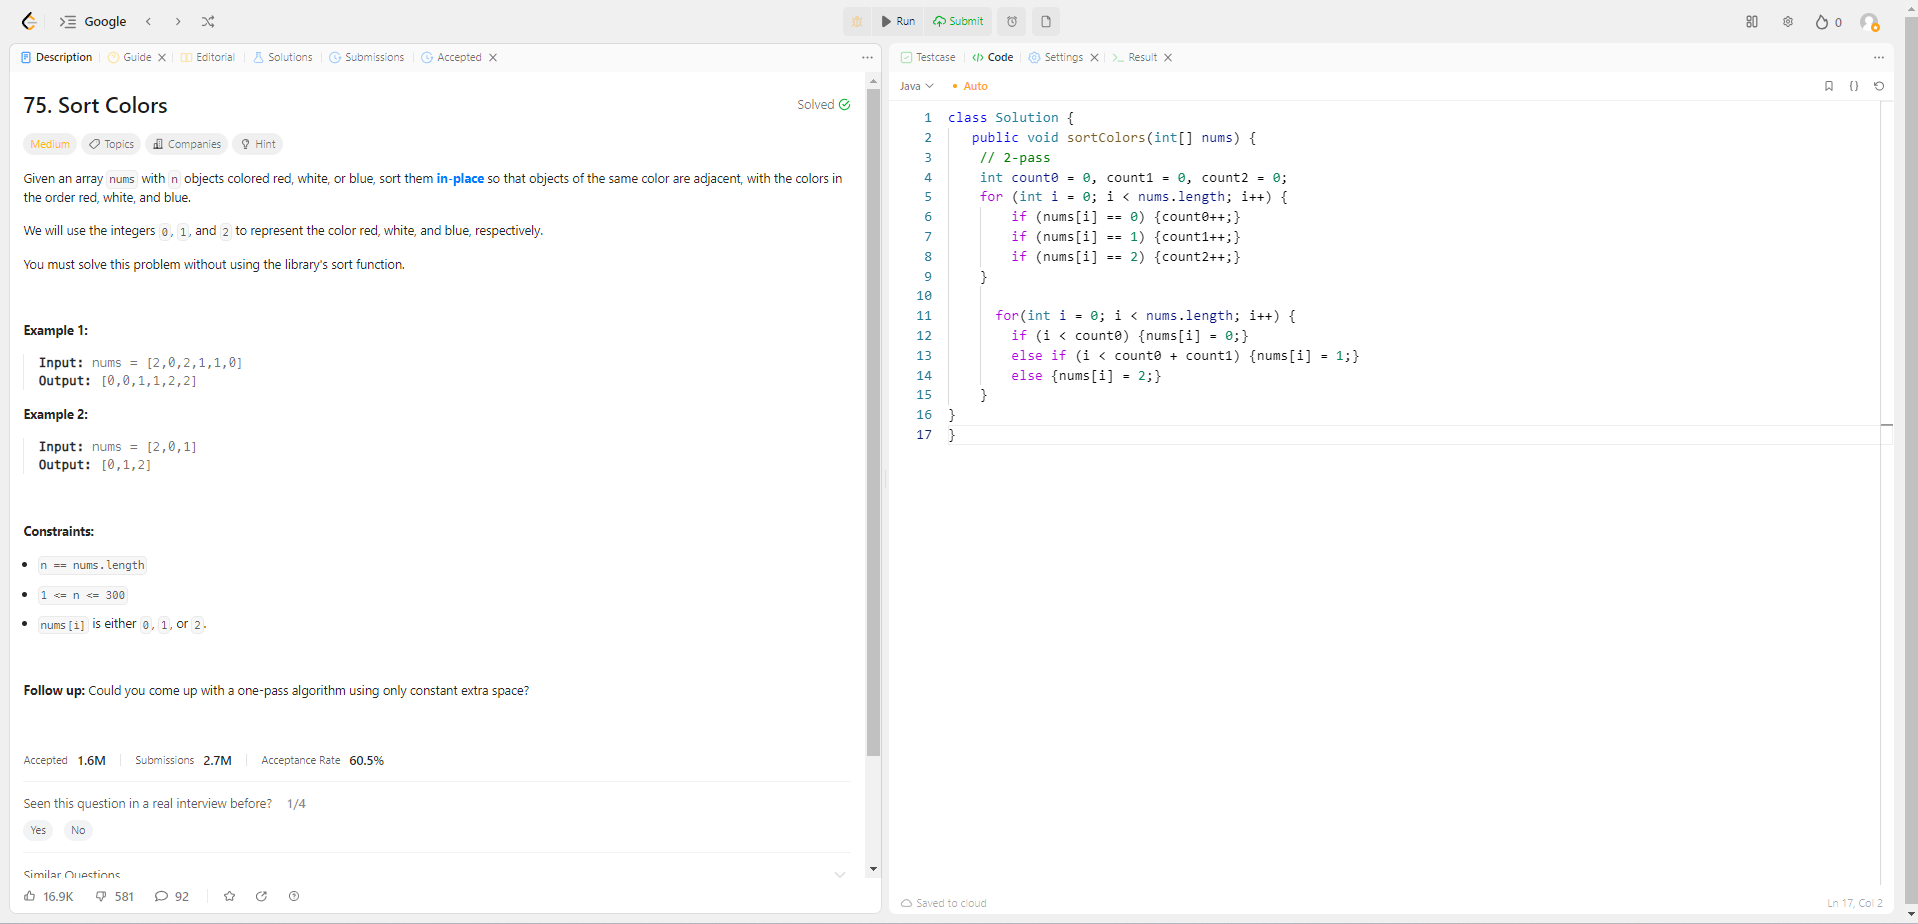 Google
Run
Submit
0
Description
Guide
Editorial
Solutions
Submissions
Accepted
75. Sort Colors
Solved
Medium
Topics
Companies
Hint
Given an array nums with n objects colored red, white, or blue, sort them in-place so that objects of the same color are adjacent, with the colors in
the order red, white, and blue.
We will use the integers 0, 1, and 2 to represent the color red, white, and blue, respectively.
You must solve this problem without using the library's sort function.
Example 1:
Input: nums = [2,0,2,1,1,0]
Output: [0,0,1,1,2,2]
Example 2:
Input: nums = [2,0,1]
Output: [0,1,2]
Constraints:
n == nums.length
1 <= n <= 300
nums[i] is either 0, 1, or 2.
Follow up: Could you come up with a one-pass algorithm using only constant extra space?
Accepted 1.6M
Submissions 2.7M
Acceptance Rate 60.5%
Seen this question in a real interview before? 1/4
Yes
No
Similar Questions
16.9K
581
92
Testcase
Code
Settings
Result
Java
Auto
1 class Solution {
2 public void sortColors(int[] nums) {
3 // 2-pass
4 int count0 = 0, count1 = 0, count2 = 0;
5 for (int i = 0; i < nums.length; i++) {
6 if (nums[i] == 0) {count0++;}
7 if (nums[i] == 1) {count1++;}
8 if (nums[i] == 2) {count2++;}
9 }
10
11 for(int i = 0; i < nums.length; i++) {
12 if (i < count0) {nums[i] = 0;}
13 else if (i < count0 + count1) {nums[i] = 1;}
14 else {nums[i] = 2;}
15 }
16 }
17 }
Saved to cloud
Ln 17, Col 2